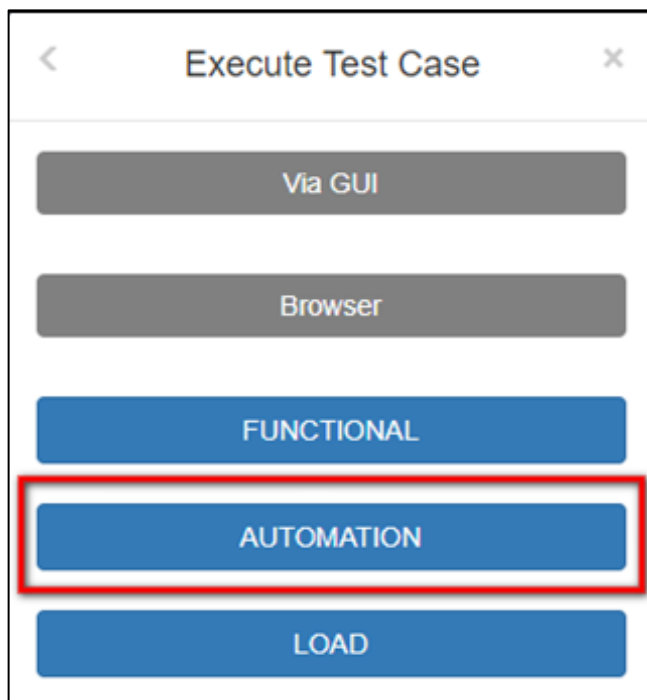 Execute Test Case
Via GUI
Browser
FUNCTIONAL
AUTOMATION
LOAD